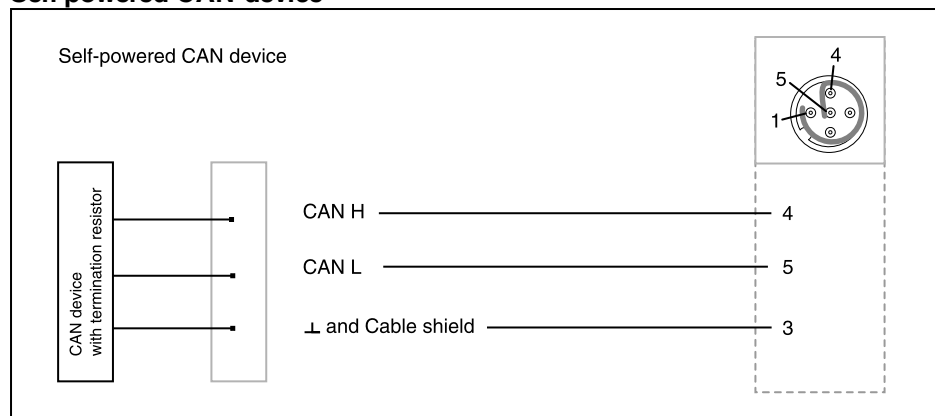 Self-powered CAN device
Self-powered CAN device
4
5
1
CAN device
with termination resistor
CAN H 4
CAN L 5
⊥ and Cable shield 3